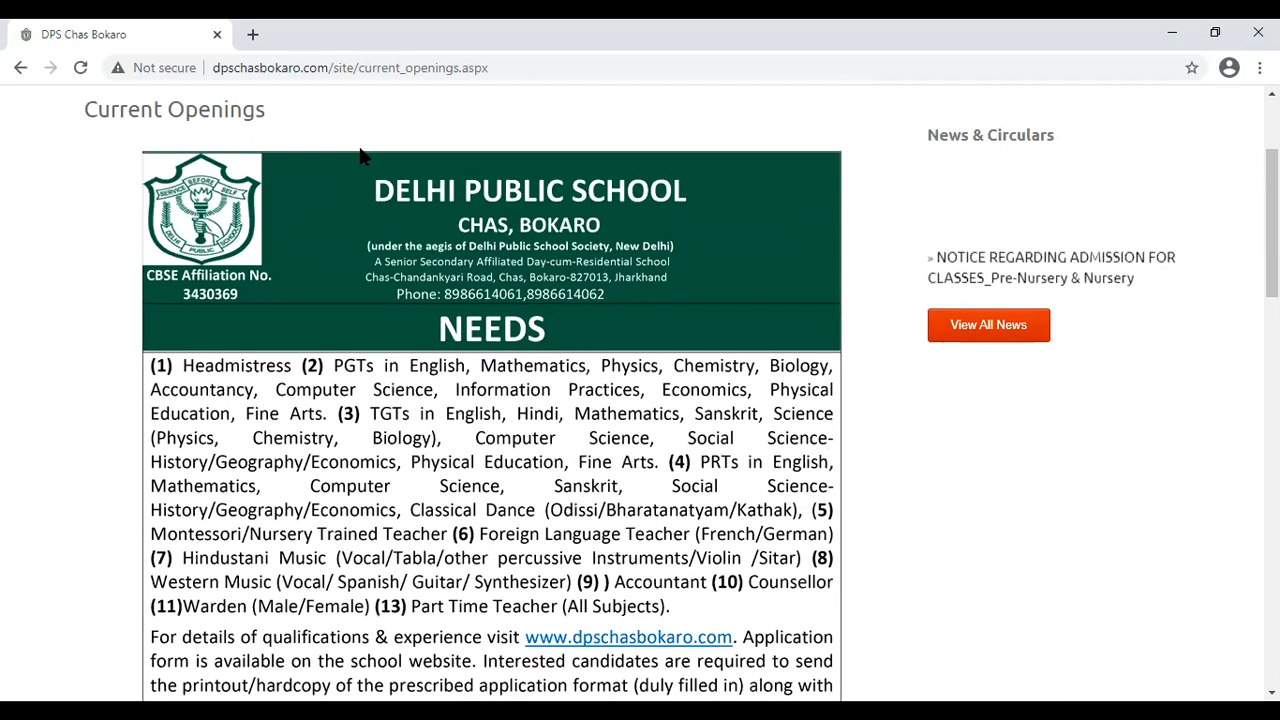 DPS Chas Bokaro
Not secure
dpschasbokaro.com/site/current_openings.aspx
Current Openings
SERVICE BEFORE SELF
DELHI PUBLIC SCHOOL
CBSE Affiliation No.
3430369
DELHI PUBLIC SCHOOL
CHAS, BOKARO
(under the aegis of Delhi Public School Society, New Delhi)
A Senior Secondary Affiliated Day-cum-Residential School
Chas-Chandankyari Road, Chas, Bokaro-827013, Jharkhand
Phone: 8986614061,8986614062
NEEDS
(1) Headmistress (2) PGTs in English, Mathematics, Physics, Chemistry, Biology,
Accountancy, Computer Science, Information Practices, Economics, Physical
Education, Fine Arts. (3) TGTs in English, Hindi, Mathematics, Sanskrit, Science
(Physics, Chemistry, Biology), Computer Science, Social Science-
History/Geography/Economics, Physical Education, Fine Arts. (4) PRTs in English,
Mathematics, Computer Science, Sanskrit, Social Science-
History/Geography/Economics, Classical Dance (Odissi/Bharatanatyam/Kathak), (5)
Montessori/Nursery Trained Teacher (6) Foreign Language Teacher (French/German)
(7) Hindustani Music (Vocal/Tabla/other percussive Instruments/Violin /Sitar) (8)
Western Music (Vocal/ Spanish/ Guitar/ Synthesizer) (9) ) Accountant (10) Counsellor
(11)Warden (Male/Female) (13) Part Time Teacher (All Subjects).
For details of qualifications & experience visit www.dpschasbokaro.com. Application
form is available on the school website. Interested candidates are required to send
the printout/hardcopy of the prescribed application format (duly filled in) along with
News & Circulars
» NOTICE REGARDING ADMISSION FOR
CLASSES_Pre-Nursery & Nursery
View All News